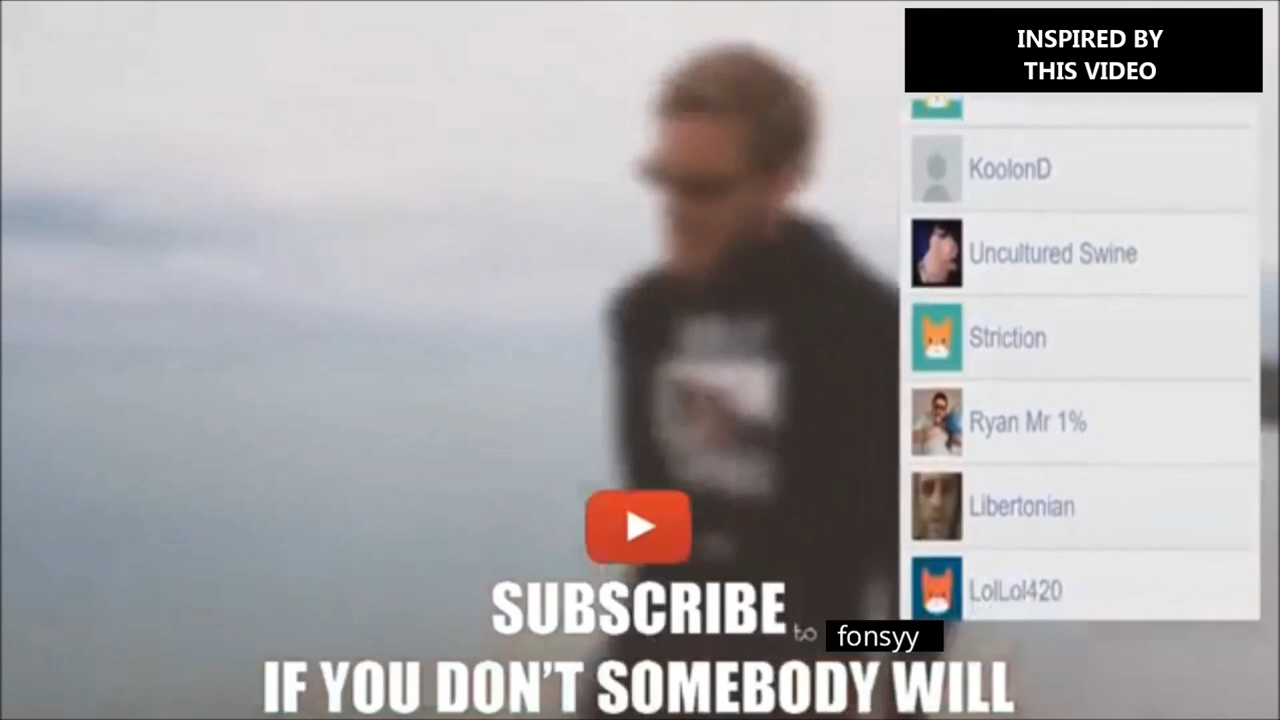 INSPIRED BY
THIS VIDEO
KoolonD
Uncultured Swine
Striction
Ryan Mr 1%
Libertonian
LolLol420
SUBSCRIBE to fonsyy
IF YOU DON'T SOMEBODY WILL